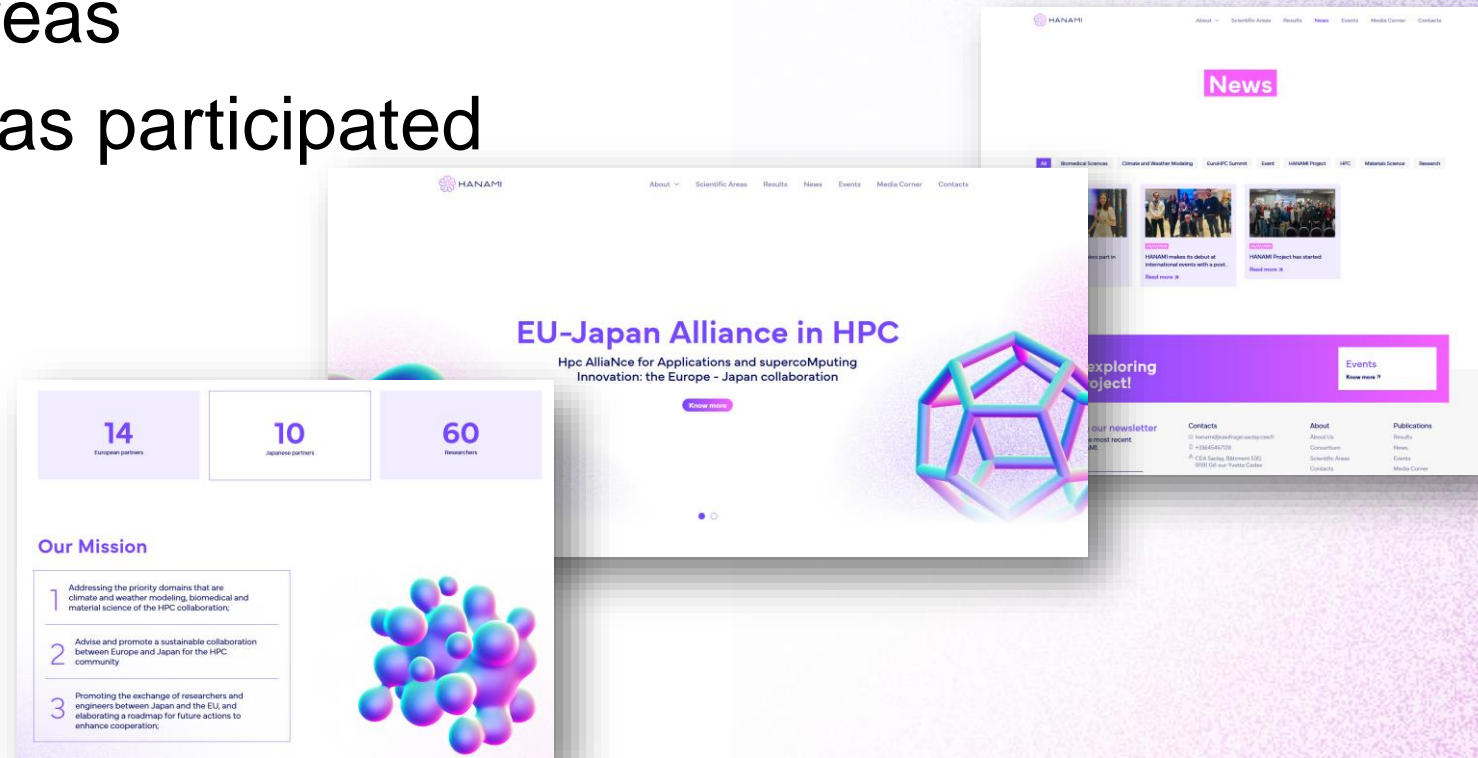 eas
as participated
HANAMI
About
Scientific Areas
Results
News
Events
Media Corner
Contacts
News
All
Biomedical Sciences
Climate and Weather Modeling
EuroHPC Summit
Event
HANAMI Project
HPC
Materials Science
Research
part in
HANAMI makes its debut at
international events with a post...
Read more
HANAMI Project has started
Read more
exploring
oject!
Events
Know more
our newsletter
most recent
Contacts
About
About Us
Consortium
Scientific Areas
Contacts
Publications
Results
News
Events
Media Corner
HANAMI
About
Scientific Areas
Results
News
Events
Media Corner
Contacts
EU-Japan Alliance in HPC
Hpc AlliaNce for Applications and supercoMputing
Innovation: the Europe - Japan collaboration
Know more
14
European partners
10
Japanese partners
60
Researchers
Our Mission
1
Addressing the priority domains that are
climate and weather modeling, biomedical and
material science of the HPC collaboration;
2
Advise and promote a sustainable collaboration
between Europe and Japan for the HPC
community
3
Promoting the exchange of researchers and
engineers between Japan and the EU, and
elaborating a roadmap for future actions to
enhance cooperation;